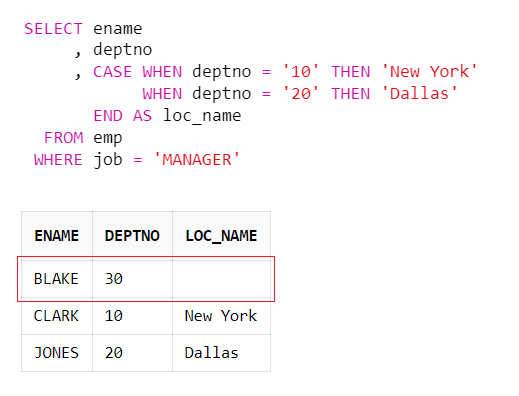 SELECT ename
, deptno
, CASE WHEN deptno = '10' THEN 'New York'
WHEN deptno = '20' THEN 'Dallas'
END AS loc_name
FROM emp
WHERE job = 'MANAGER'
ENAME DEPTNO LOC_NAME
BLAKE 30
CLARK 10 New York
JONES 20 Dallas